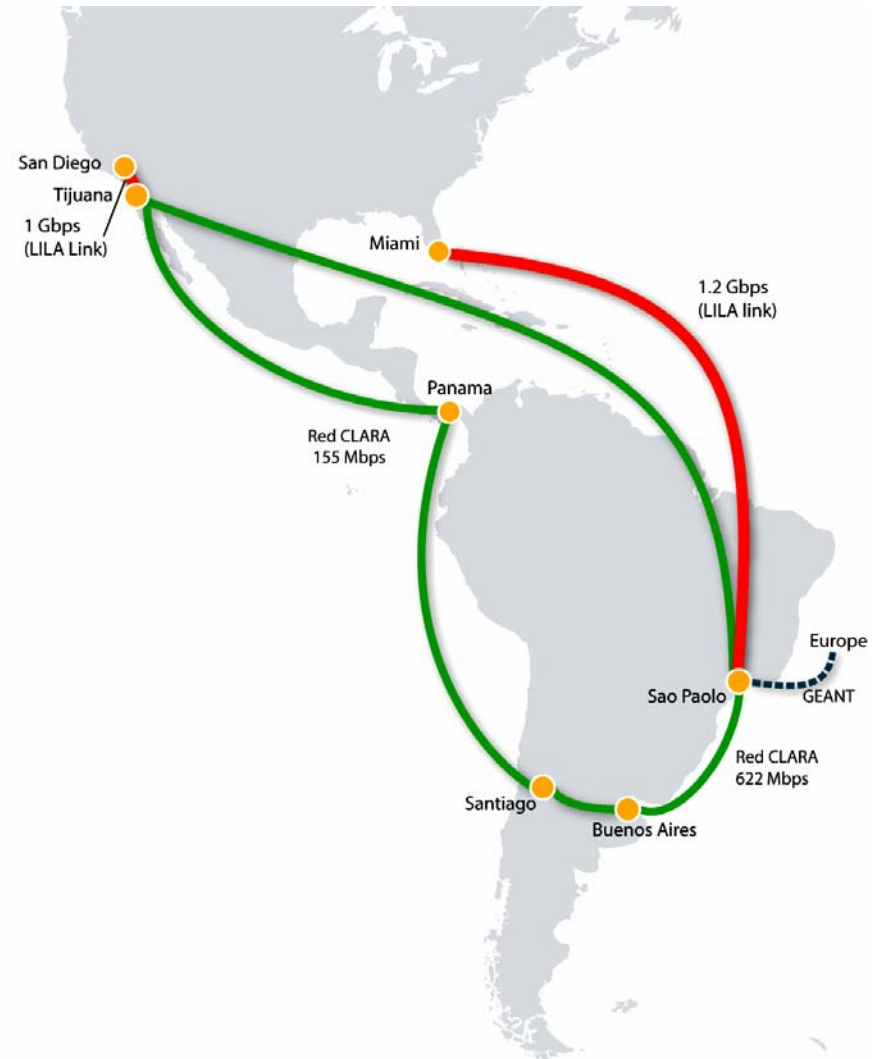 San Diego
Tijuana
1 Gbps
(LILA Link)
Miami
1.2 Gbps
(LILA link)
Panama
Red CLARA
155 Mbps
Europe
Sao Paolo
GEANT
Red CLARA
622 Mbps
Santiago
Buenos Aires